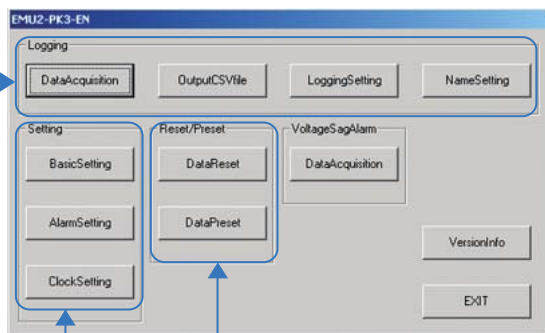 EMU2-PK3-EN
Logging
DataAcquisition OutputCSVfile LoggingSetting NameSetting
Setting Reset/Preset VoltageSagAlarm
BasicSetting DataReset DataAcquisition
AlarmSetting DataPreset
VersionInfo
ClockSetting
EXIT